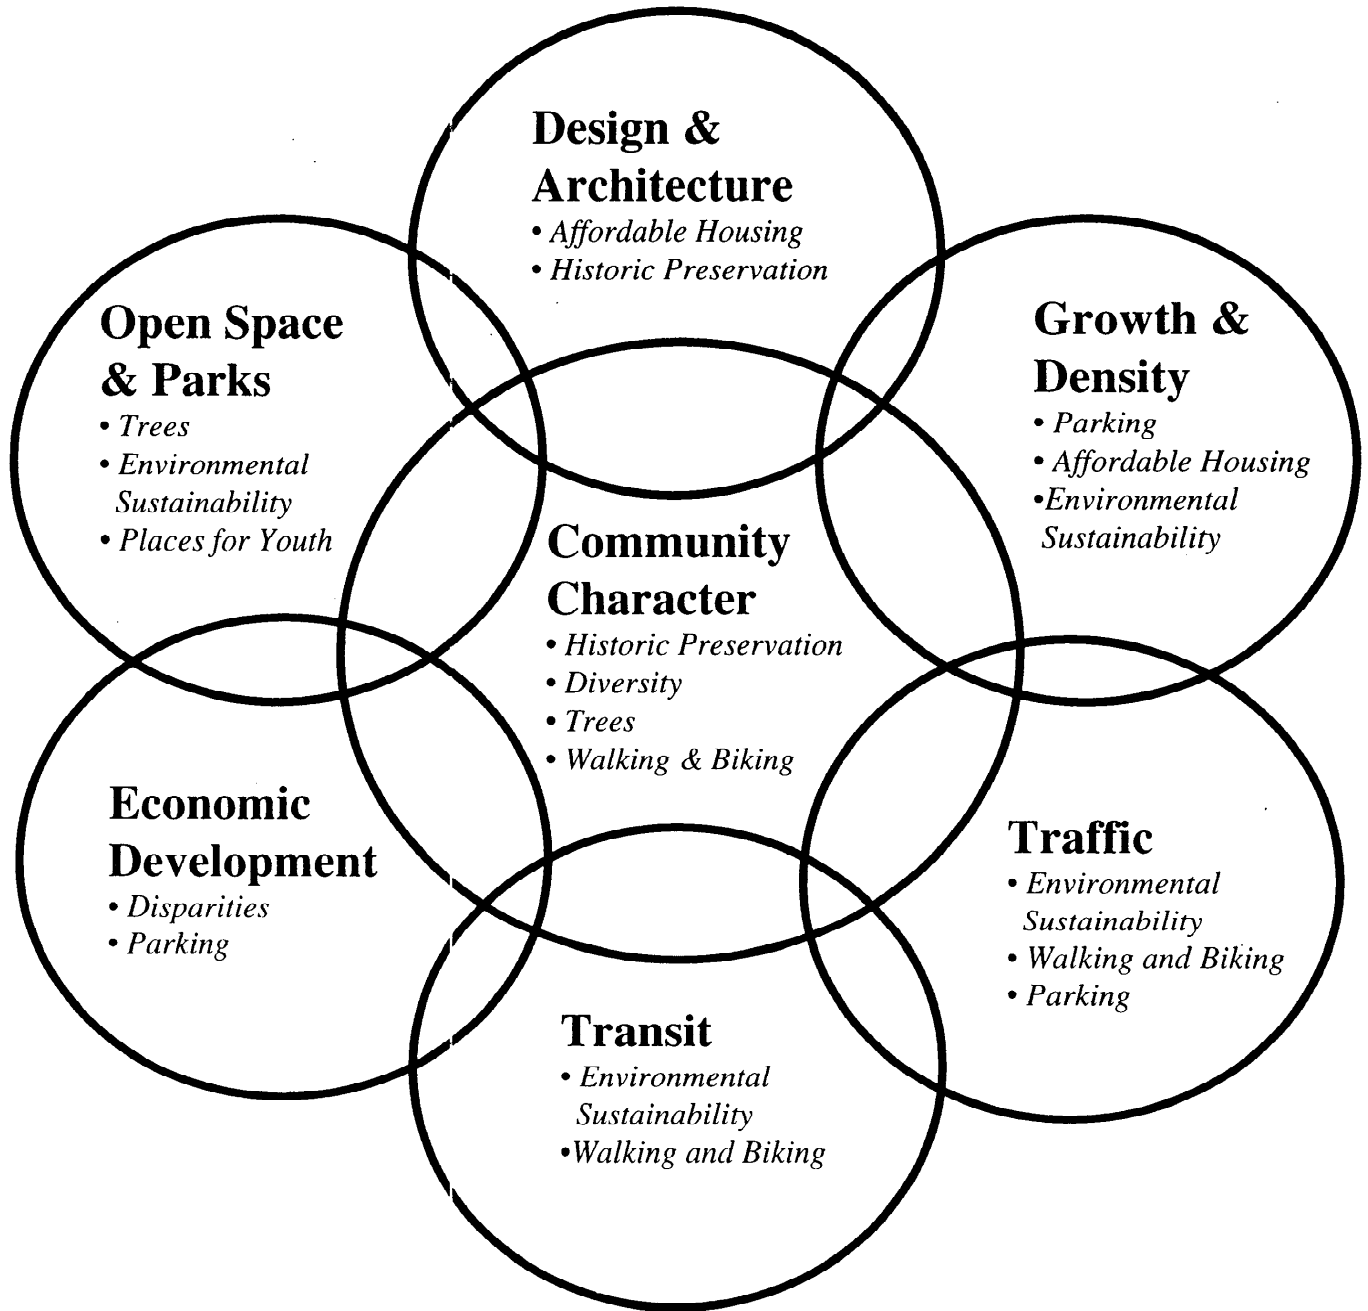 Design &
Architecture
• Affordable Housing
• Historic Preservation
Open Space
& Parks
• Trees
• Environmental
Sustainability
• Places for Youth
Growth &
Density
• Parking
• Affordable Housing
•Environmental
Sustainability
Community
Character
• Historic Preservation
• Diversity
• Trees
• Walking & Biking
Economic
Development
• Disparities
• Parking
Traffic
• Environmental
Sustainability
• Walking and Biking
• Parking
Transit
• Environmental
Sustainability
•Walking and Biking